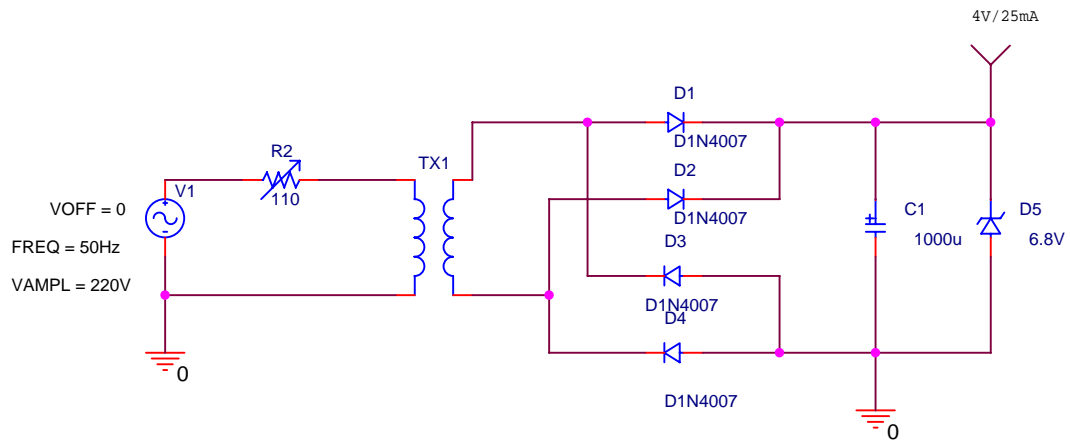 4V/25mA
D1
D1N4007
R2
TX1
D2
V1
110
D1N4007
VOFF = 0
C1
D5
FREQ = 50Hz
1000u
6.8V
D3
VAMPL = 220V
D1N4007
D4
0
D1N4007
0